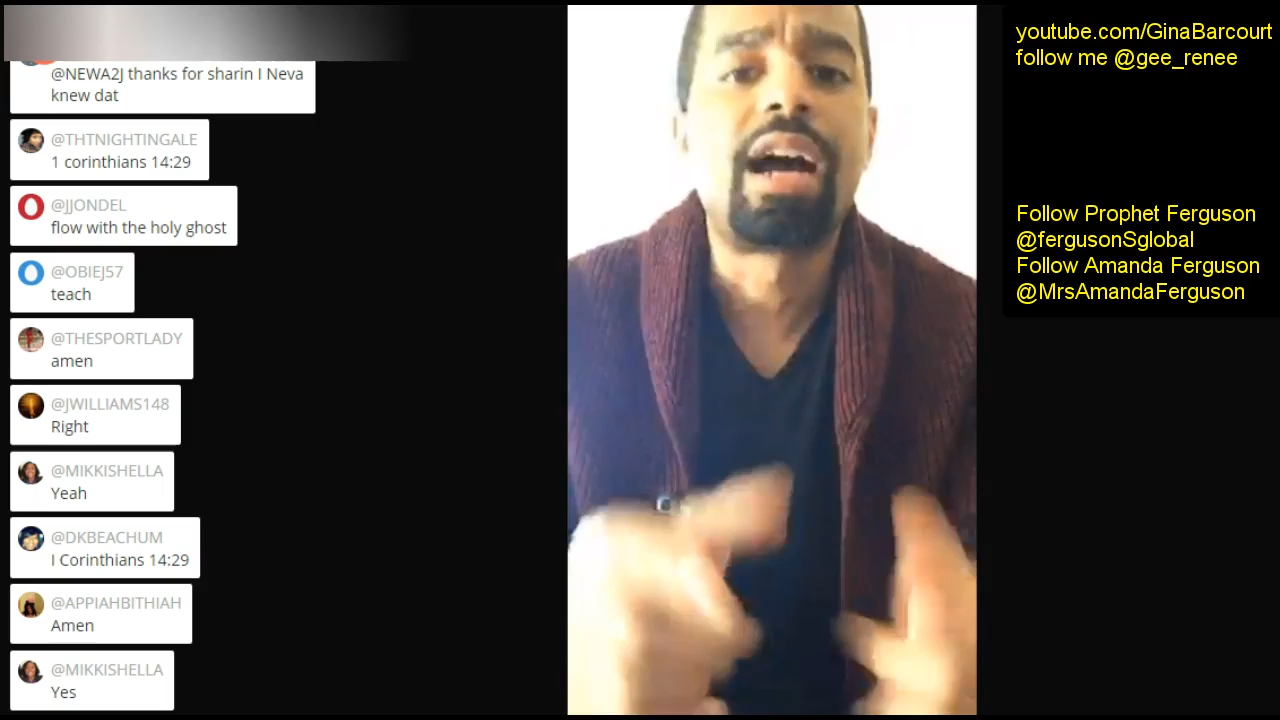 @NEWA2J thanks for sharin I Neva
knew dat
@THTNIGHTINGALE
1 corinthians 14:29
@JJONDEL
flow with the holy ghost
@OBIEJ57
teach
@THESPORTLADY
amen
@JWILLIAMS148
Right
@MIKKISHELLA
Yeah
@DKBEACHUM
I Corinthians 14:29
@APPIAHBITHIAH
Amen
@MIKKISHELLA
Yes
youtube.com/GinaBarcourt
follow me @gee_renee
Follow Prophet Ferguson
@fergusonSglobal
Follow Amanda Ferguson
@MrsAmandaFerguson